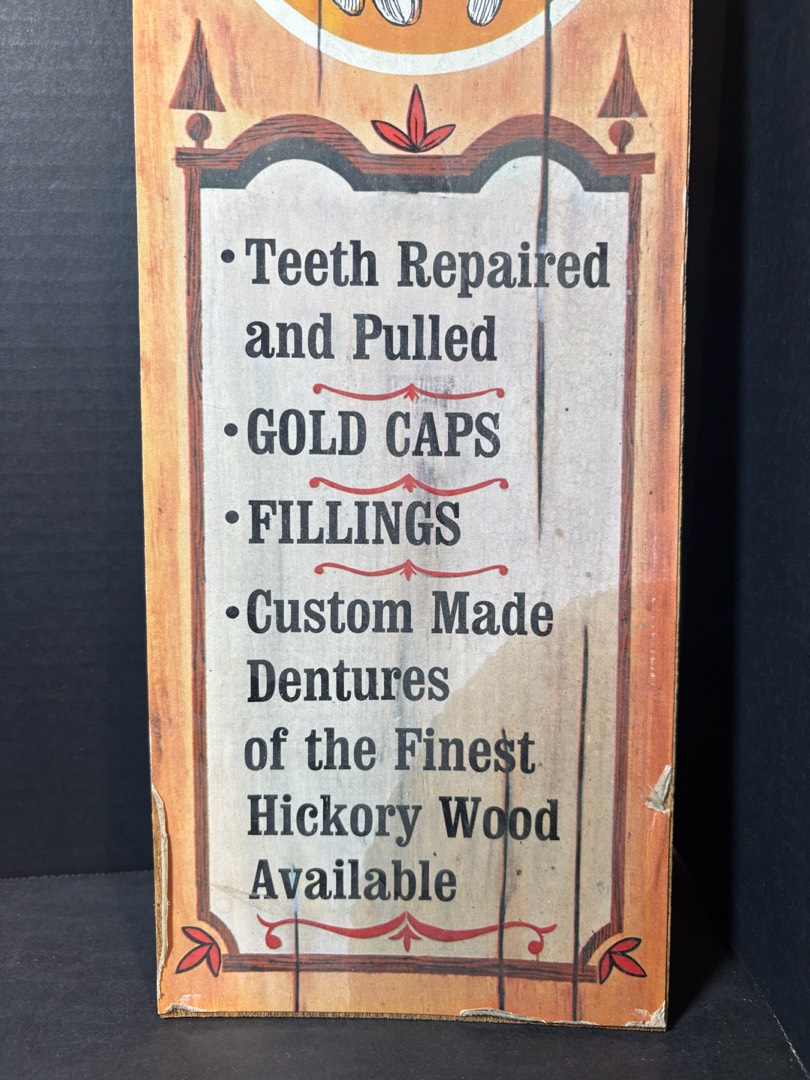 • Teeth Repaired
and Pulled
• GOLD CAPS
• FILLINGS
• Custom Made
Dentures
of the Finest
Hickory Wood
Available